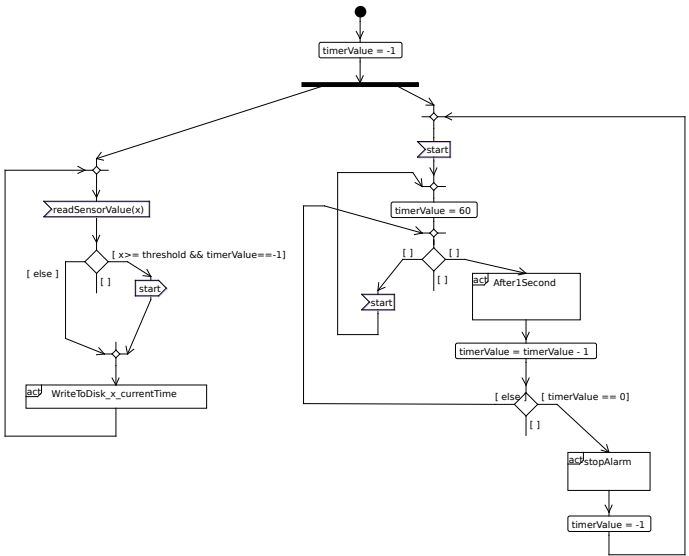 timerValue = -1
start
readSensorValue(x)
timerValue = 60
[ x>= threshold && timerValue==-1]
[ ]
[ ]
[ else ]
[ ]
[ ]
start
act
After1Second
start
timerValue = timerValue - 1
act
WriteToDisk_x_currentTime
[ else ]
[ timerValue == 0]
[ ]
act
stopAlarm
timerValue = -1